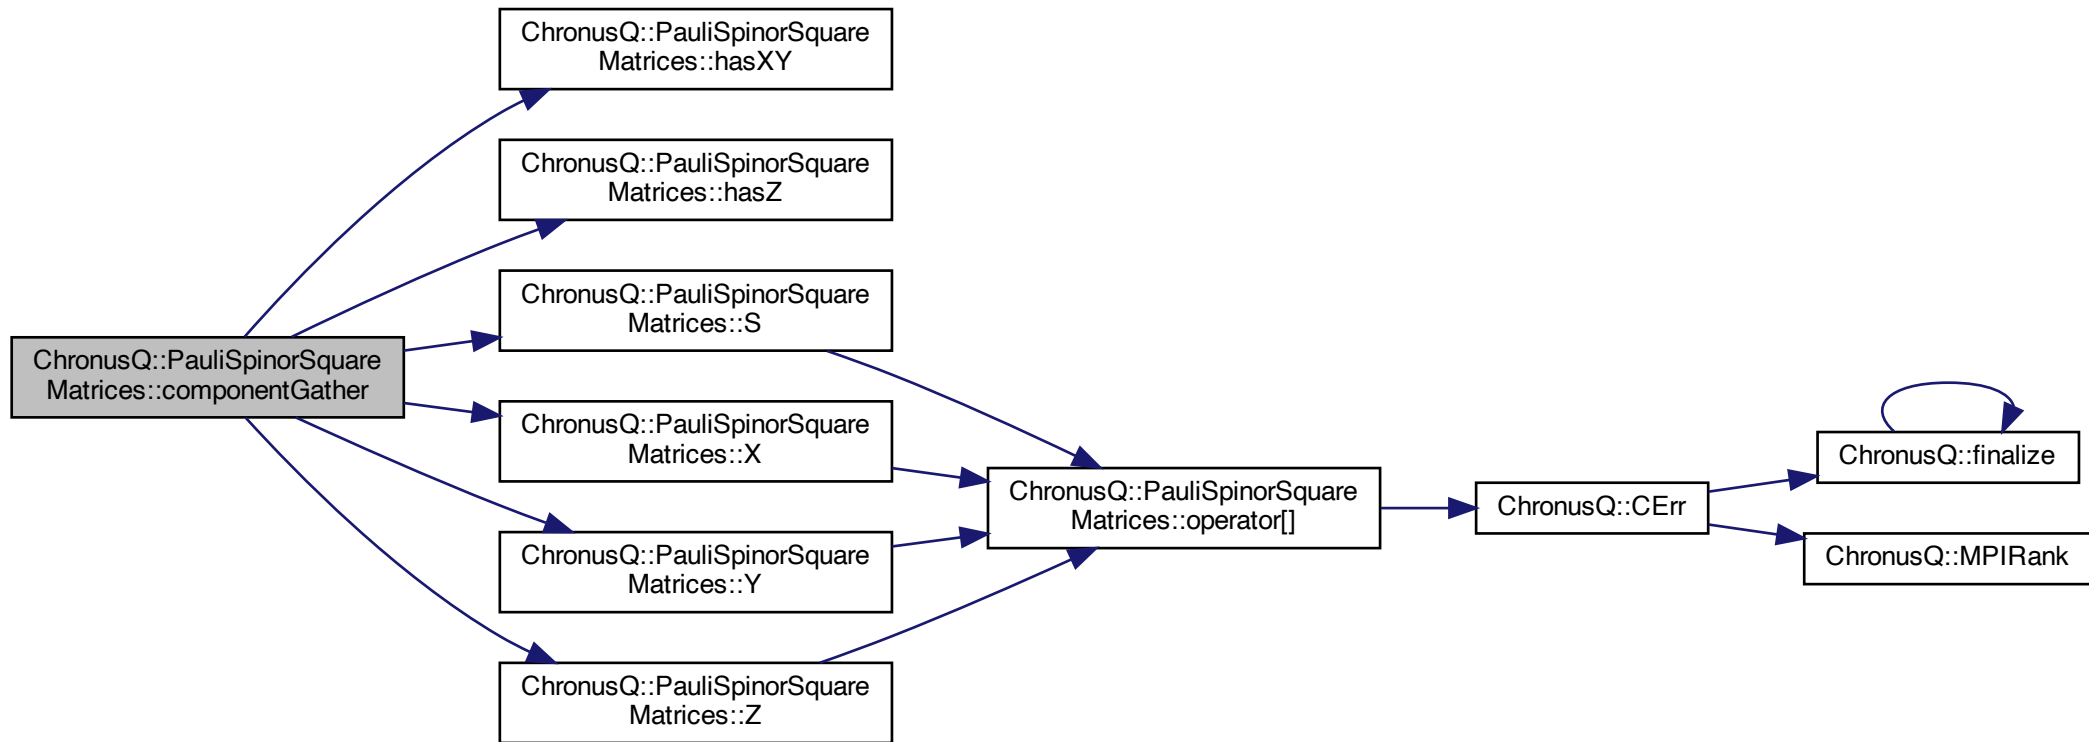 ChronusQ::PauliSpinorSquare
Matrices::hasXY
ChronusQ::PauliSpinorSquare
Matrices::hasZ
ChronusQ::PauliSpinorSquare
Matrices::S
ChronusQ::PauliSpinorSquare
Matrices::componentGather
ChronusQ::PauliSpinorSquare
Matrices::X
ChronusQ::PauliSpinorSquare
Matrices::Y
ChronusQ::PauliSpinorSquare
Matrices::Z
ChronusQ::PauliSpinorSquare
Matrices::operator[]
ChronusQ::CErr
ChronusQ::finalize
ChronusQ::MPIRank